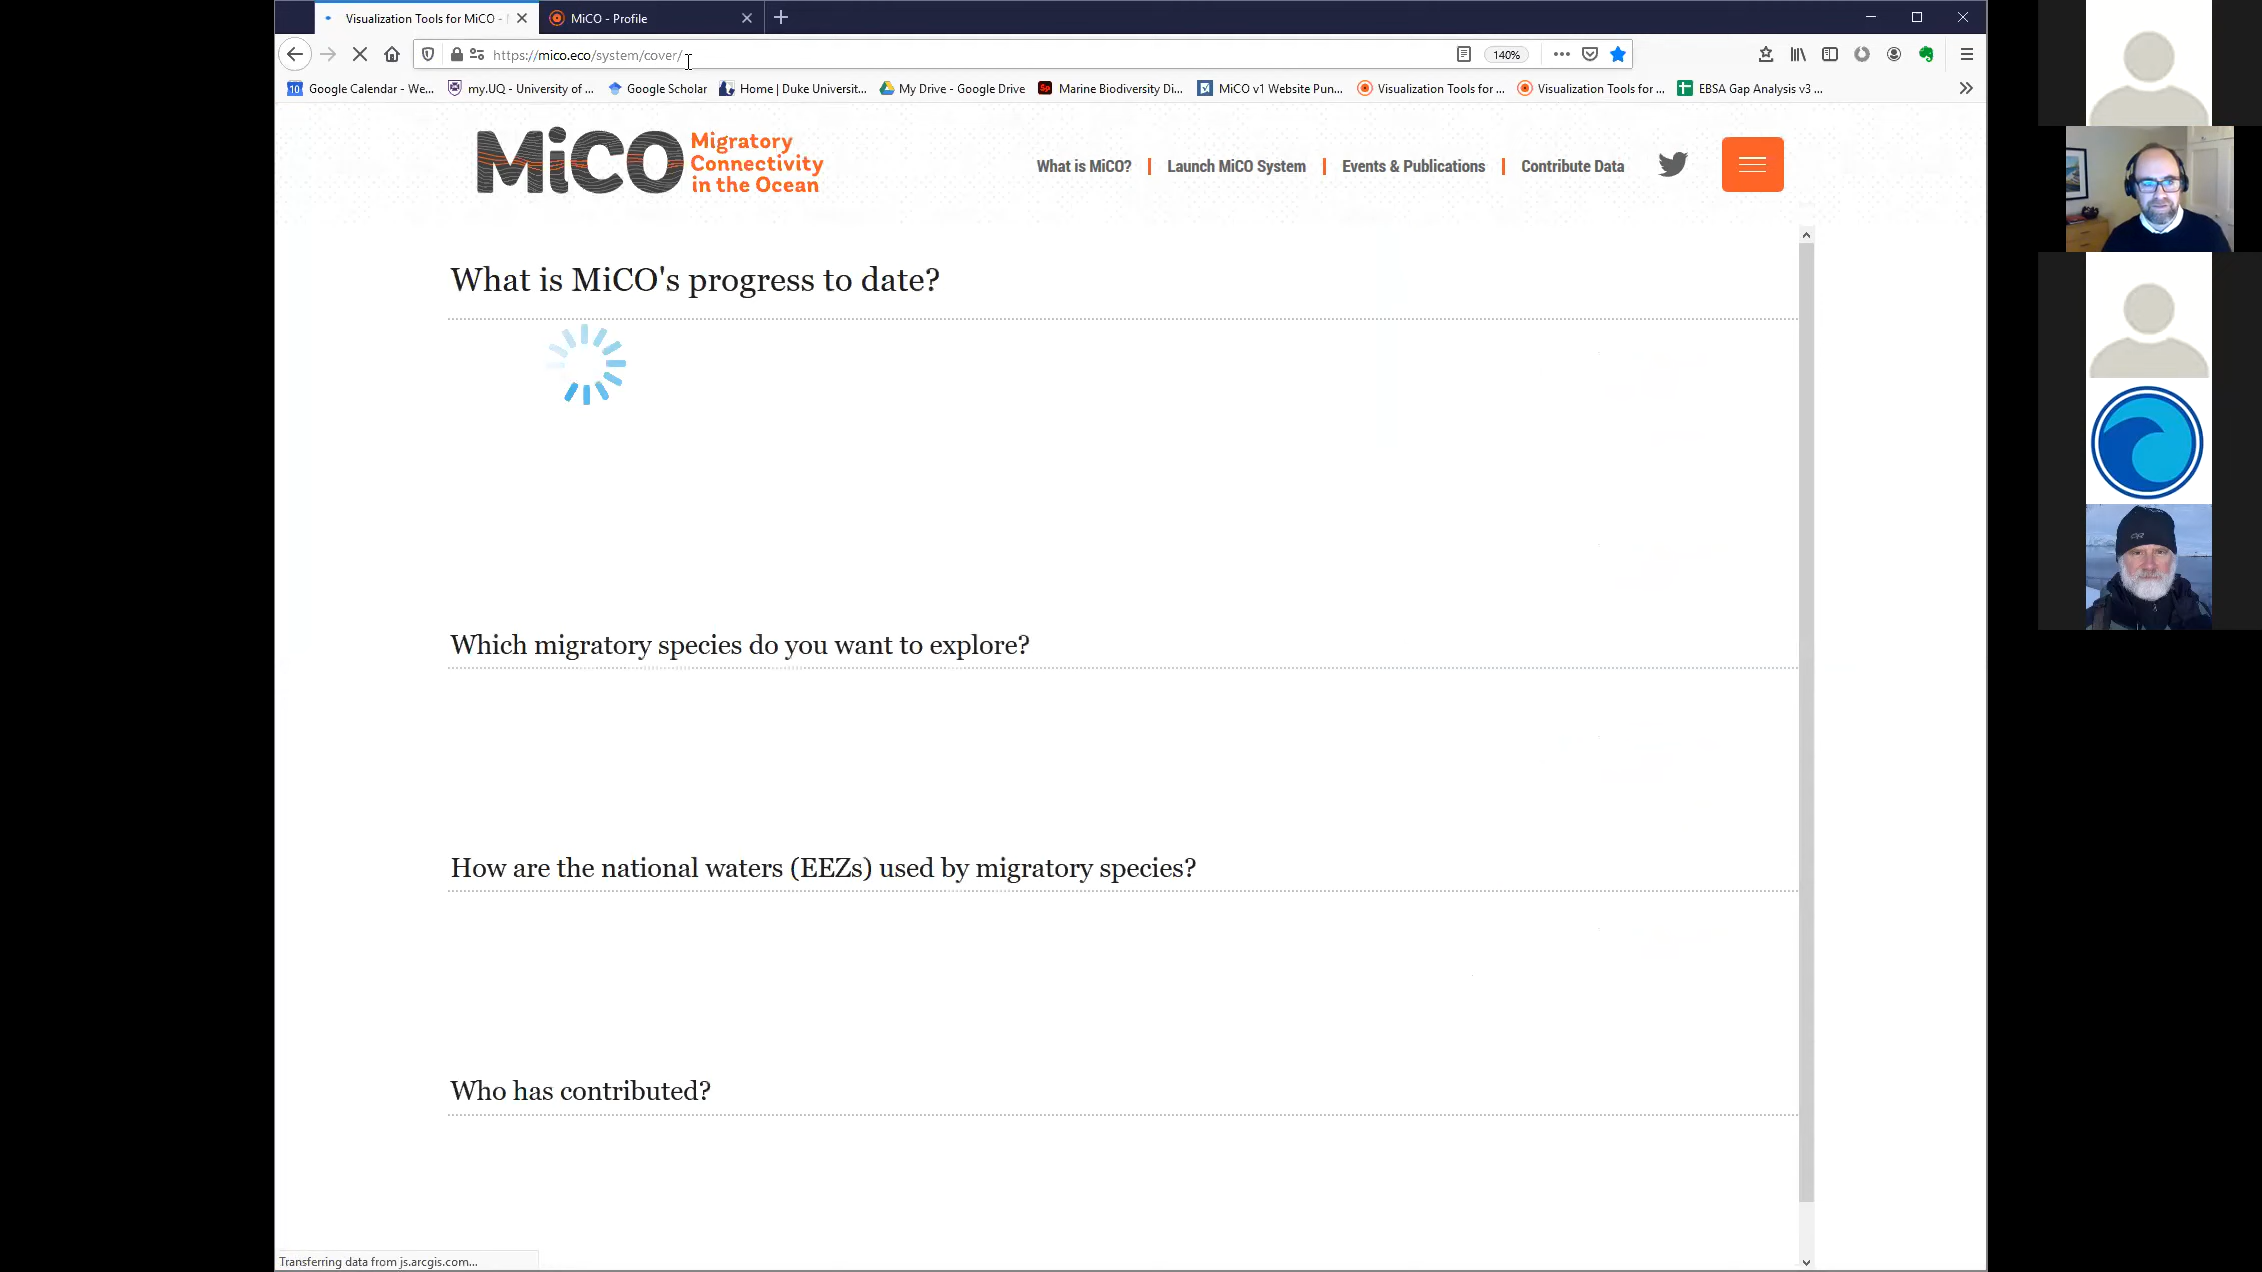 Visualization Tools for MiCO -
MiCO - Profile
https://mico.eco/system/cover/
140%
10
Google Calendar - We...
my.UQ - University of ...
Google Scholar
Home | Duke Universit...
My Drive - Google Drive
Sp
Marine Biodiversity Di...
MiCO v1 Website Pun...
Visualization Tools for ...
Visualization Tools for ...
EBSA Gap Analysis v3 ...
MiCO
Migratory
Connectivity
in the Ocean
What is MiCO?
Launch MiCO System
Events & Publications
Contribute Data
What is MiCO's progress to date?
Which migratory species do you want to explore?
How are the national waters (EEZs) used by migratory species?
Who has contributed?
Transferring data from js.arcgis.com...
OR